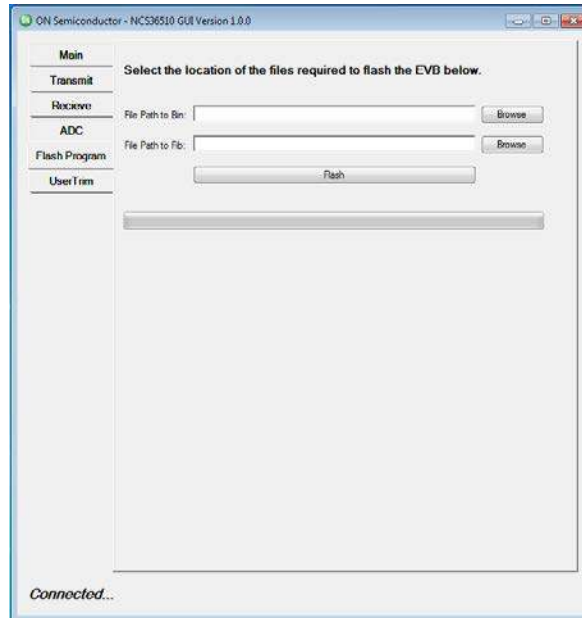 ON Semiconductor - NCS36510 GUI Version 1.0.0
Main
Transmit
Recieve
ADC
Flash Program
UserTrim
Select the location of the files required to flash the EVB below.
File Path to Bin:
Browse
File Path to Fib:
Browse
Flash
Connected...